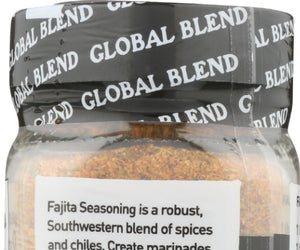 GLOBAL BLEND
GLOBAL BLEND GLOBAL BLEND
BLEND GLOBAL BLEND
Fajita Seasoning is a robust,
Southwestern blend of spices
and chiles. Create marinades